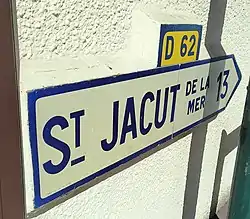 D 62
ST JACUT DE LA MER 13